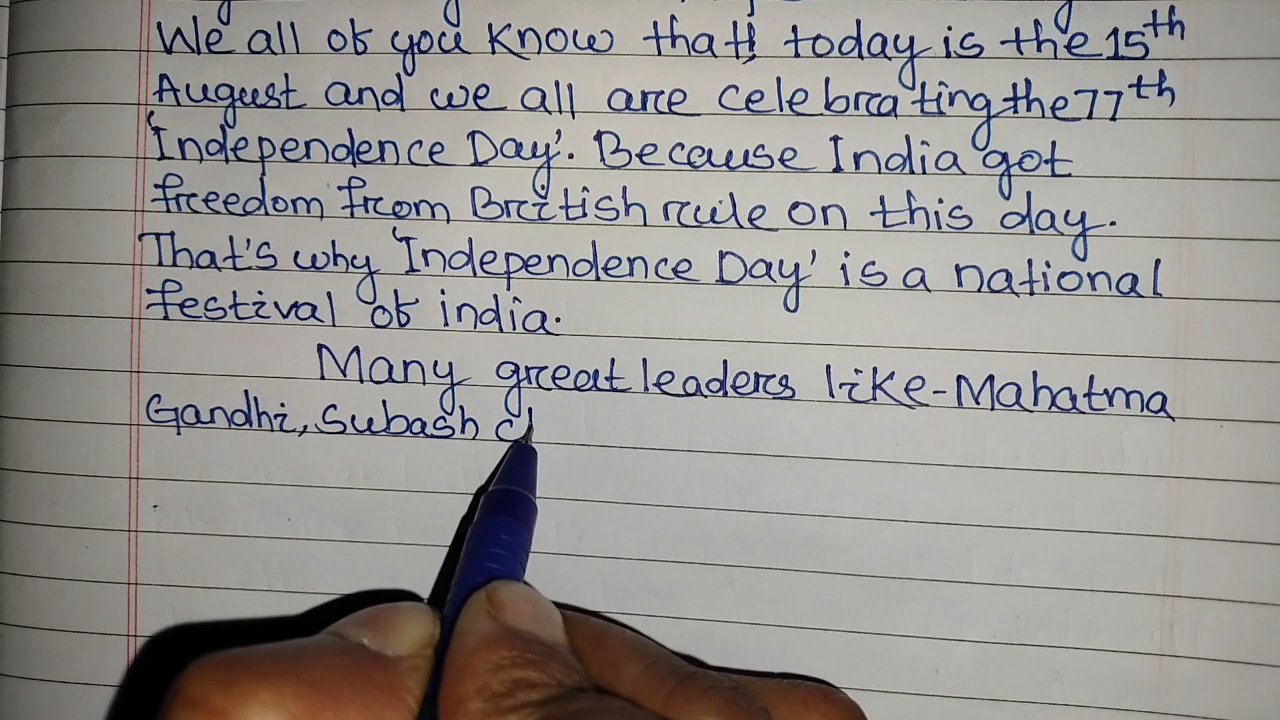 We all of you know that, today is the 15th
August and we all are celebrating the 77th
'Independence Day'. Because India got
freedom from British rule on this day.
That's why 'Independence Day' is a national
festival of india.
Many great leaders like-Mahatma
Gandhi, Subash